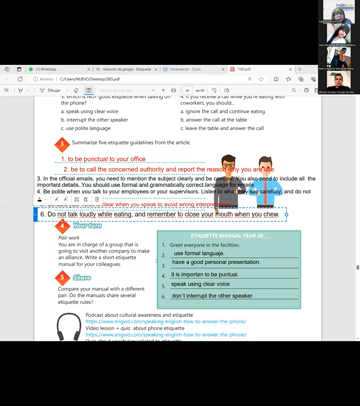 WhatsApp
Traductor de google - Búsqueda
Presentaciones - Zoom
SBS.pdf
Archivo
C:/Users/NUEVO/Desktop/SBS.pdf
Dibujar
3. Which is NOT good etiquette when talking on
the phone?
a. speak using clear voice
b. interrupt the other speaker
c. use polite language
4. If you receive a call while you're eating with
coworkers, you should...
a. ignore the call and continue eating
b. answer the call at the table
c. leave the table and answer the call
3. Summarize five etiquette guidelines from the article.
1. to be punctual to your office
2. be to call the concerned authority and report the reason why you are late
3. In the official emails, you need to mention the subject clearly and be concise. You also need to include all the
important details. You should use formal and grammatically correct language for emails.
4. Be polite when you talk to your employees or your supervisors. Listen to what they say carefully, and do not
clear when you speak to avoid wrong
6. Do not talk loudly while eating, and remember to close your mouth when you chew.
4. Your turn
Pair work
You are in charge of a group that is
going to visit another company to make
an alliance. Write a short etiquette
manual for your colleagues.
5. Share
Compare your manual with a different
pair. Do the manuals share several
etiquette rules?
ETIQUETTE MANUAL YEAR 20
1. Greet everyone in the facilities.
2. use formal language.
3. have a good personal presentation.
4. it is importan to be puntual.
5. speak using clear voice
6. don´t interrupt the other speaker
Podcast about cultural awareness and etiquette
https://www.engvid.com/speaking-english-how-to-answer-the-phone/
Video lesson + quiz about phone etiquette
https://www.engvid.com/speaking-english-how-to-answer-the-phone/